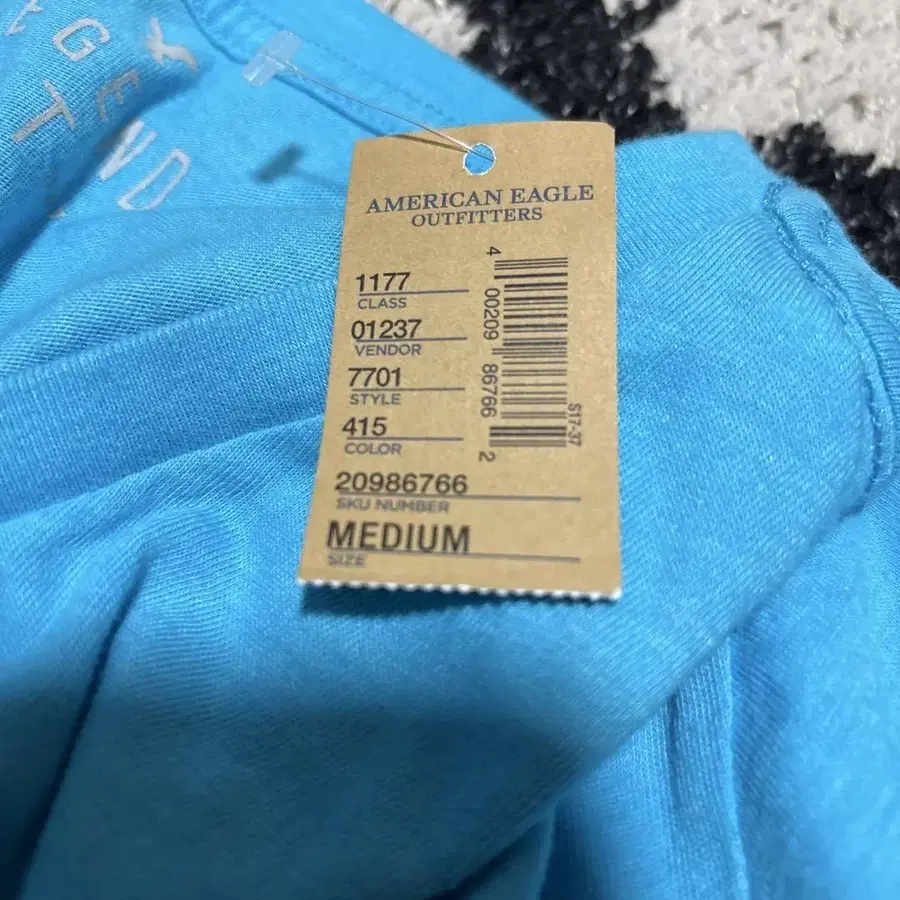 AMERICAN EAGLE
OUTFITTERS
1177
CLASS
01237
VENDOR
7701
STYLE
415
COLOR
20986766
SKU NUMBER
MEDIUM
SIZE
4 00209 86766 2
S17-37